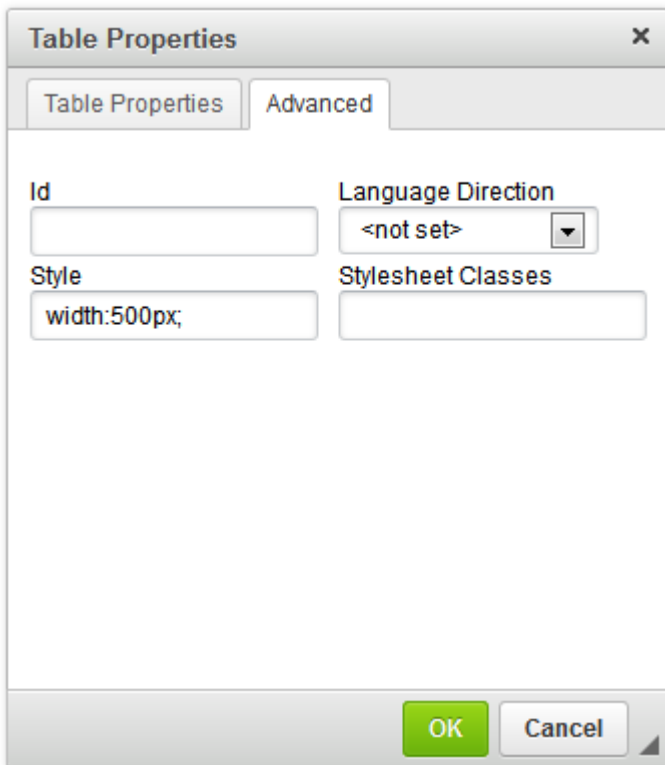 Table Properties
Table Properties Advanced
Id Language Direction
<not set>
Style Stylesheet Classes
width:500px;
OK Cancel